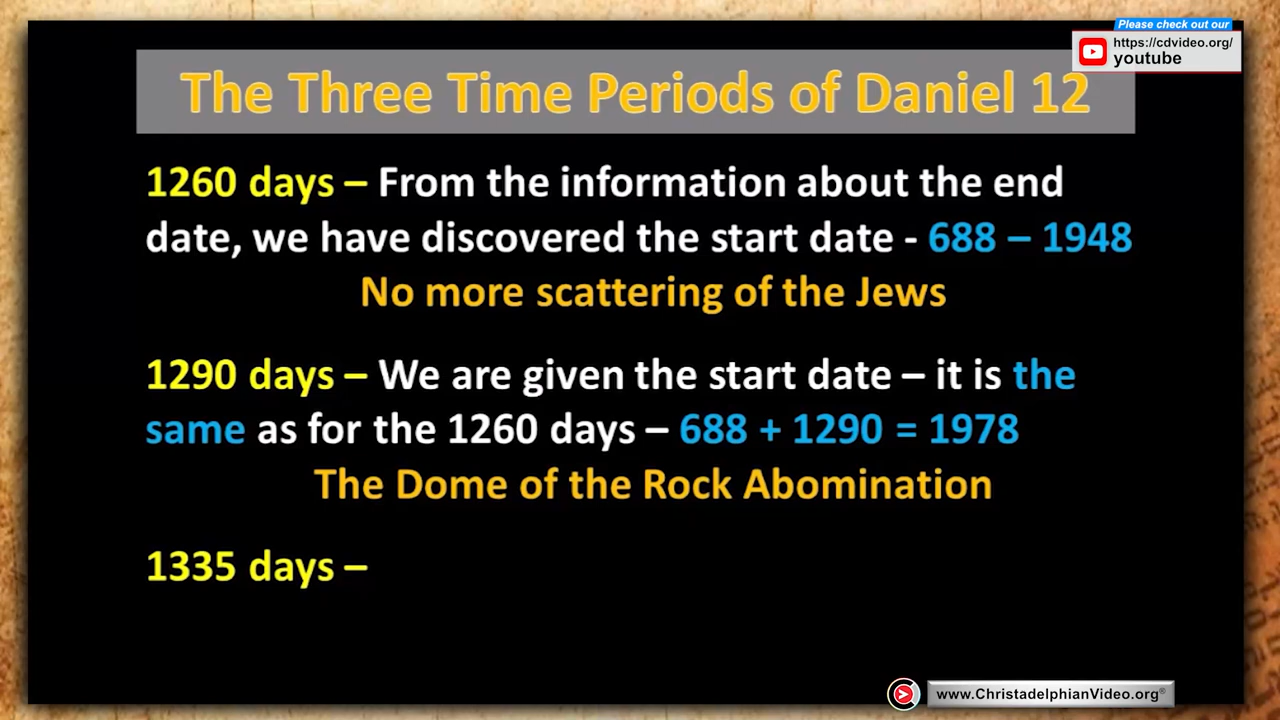 Please check out our
https://cdvideo.org/
youtube
The Three Time Periods of Daniel 12
1260 days – From the information about the end
date, we have discovered the start date - 688 – 1948
No more scattering of the Jews
1290 days – We are given the start date – it is the
same as for the 1260 days – 688 + 1290 = 1978
The Dome of the Rock Abomination
1335 days –
www.ChristadelphianVideo.org®